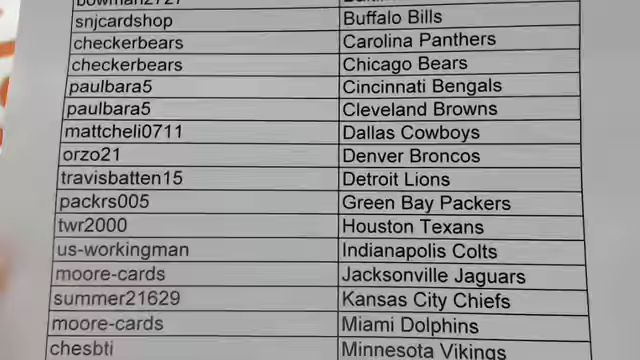 bowman2727
snjcardshop Buffalo Bills
checkerbears Carolina Panthers
checkerbears Chicago Bears
paulbara5 Cincinnati Bengals
paulbara5 Cleveland Browns
mattcheli0711 Dallas Cowboys
orzo21 Denver Broncos
travisbatten15 Detroit Lions
packrs005 Green Bay Packers
twr2000 Houston Texans
us-workingman Indianapolis Colts
moore-cards Jacksonville Jaguars
summer21629 Kansas City Chiefs
moore-cards Miami Dolphins
chesbti Minnesota Vikings